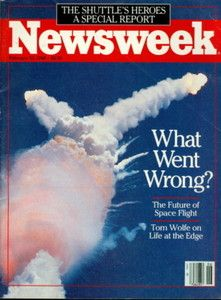 THE SHUTTLE'S HEROES
A SPECIAL REPORT
Newsweek
What
Went
Wrong?
The Future of
Space Flight
Tom Wolfe on
Life at the Edge